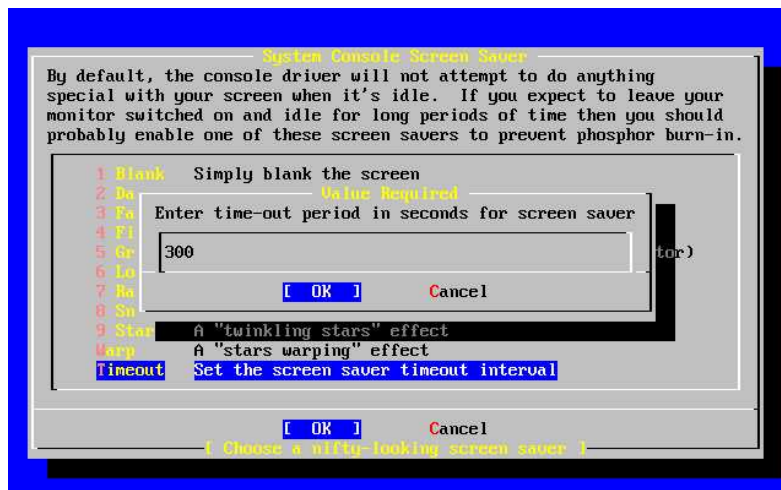 System Console Screen Saver
By default, the console driver will not attempt to do anything
special with your screen when it's idle.  If you expect to leave your
monitor switched on and idle for long periods of time then you should
probably enable one of these screen savers to prevent phosphor burn-in.
1 Blank Simply blank the screen
2 Da
3 Fa
4 Fi
5 Gr tor)
6 Lo
7 Ra
8 Sn
Value Required
Enter time-out period in seconds for screen saver
300
[ OK ] Cancel
9 Star A "twinkling stars" effect
Warp A "stars warping" effect
Timeout Set the screen saver timeout interval
[ OK ] Cancel
[ Choose a nifty-looking screen saver ]